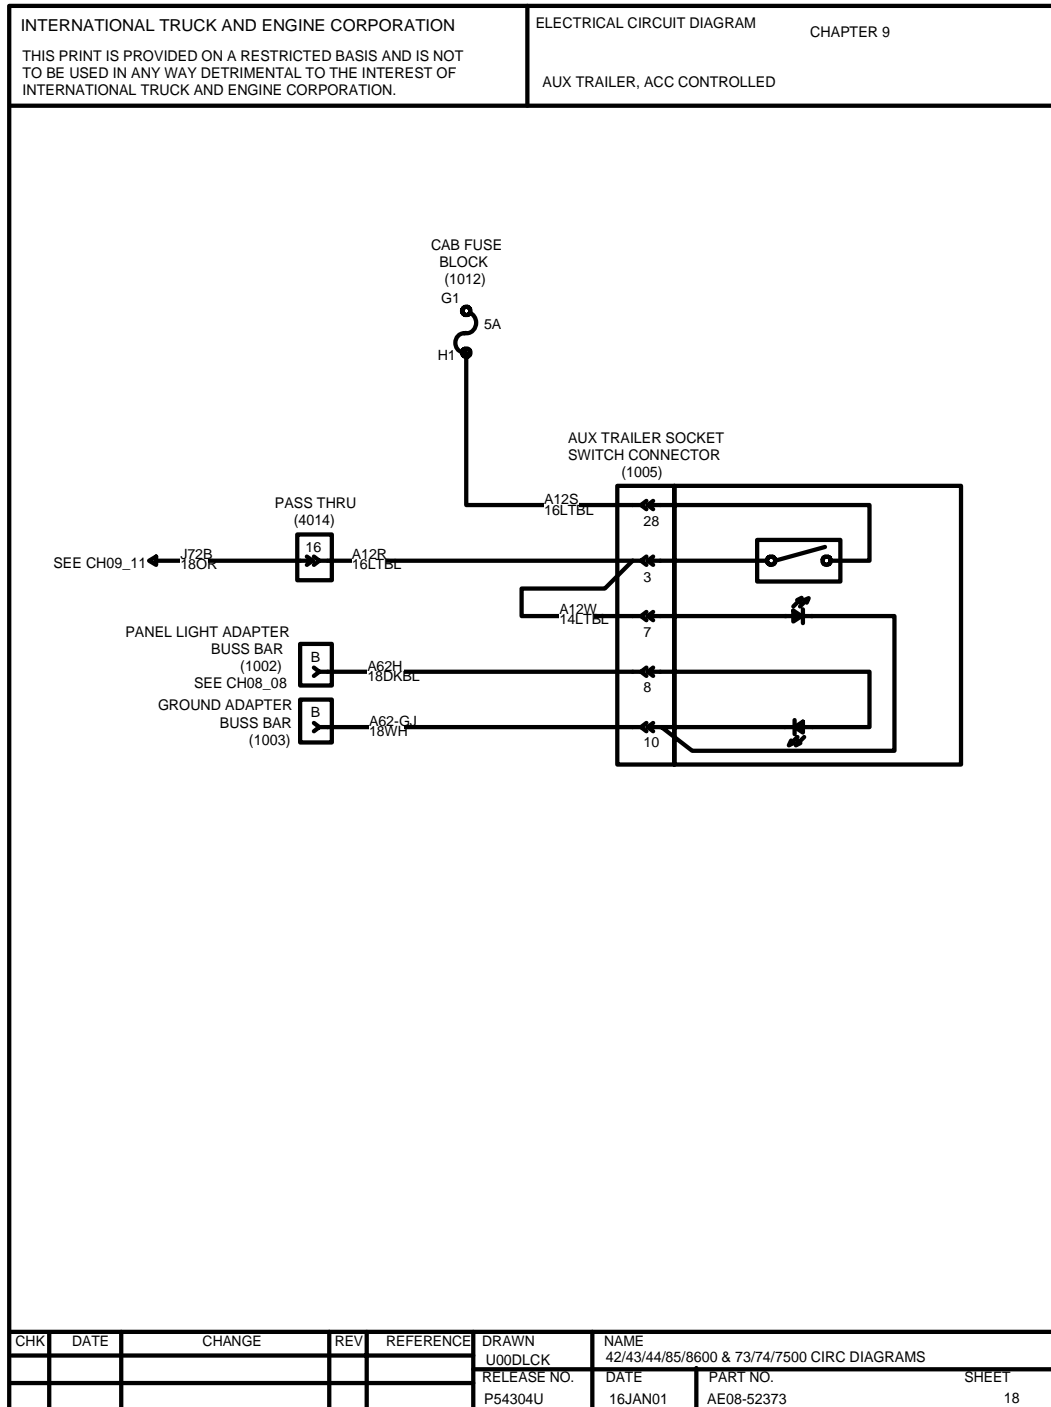 INTERNATIONAL TRUCK AND ENGINE CORPORATION
THIS PRINT IS PROVIDED ON A RESTRICTED BASIS AND IS NOT
TO BE USED IN ANY WAY DETRIMENTAL TO THE INTEREST OF
INTERNATIONAL TRUCK AND ENGINE CORPORATION.
ELECTRICAL CIRCUIT DIAGRAM
CHAPTER 9
AUX TRAILER, ACC CONTROLLED
CAB FUSE
BLOCK
(1012)
G1
5A
H1
AUX TRAILER SOCKET
SWITCH CONNECTOR
(1005)
A12S
16LTBL
28
PASS THRU
(4014)
16
SEE CH09_11
J72B
18OR
A12R
16LTBL
3
A12W
14LTBL
7
PANEL LIGHT ADAPTER
BUSS BAR
(1002)
SEE CH08_08
B
A62H
18DKBL
8
GROUND ADAPTER
BUSS BAR
(1003)
B
A62-GJ
18WH
10
CHK DATE CHANGE REV REFERENCE
DRAWN
U00DLCK
NAME
42/43/44/85/8600 & 73/74/7500 CIRC DIAGRAMS
RELEASE NO.
P54304U
DATE
16JAN01
PART NO.
AE08-52373
SHEET
18